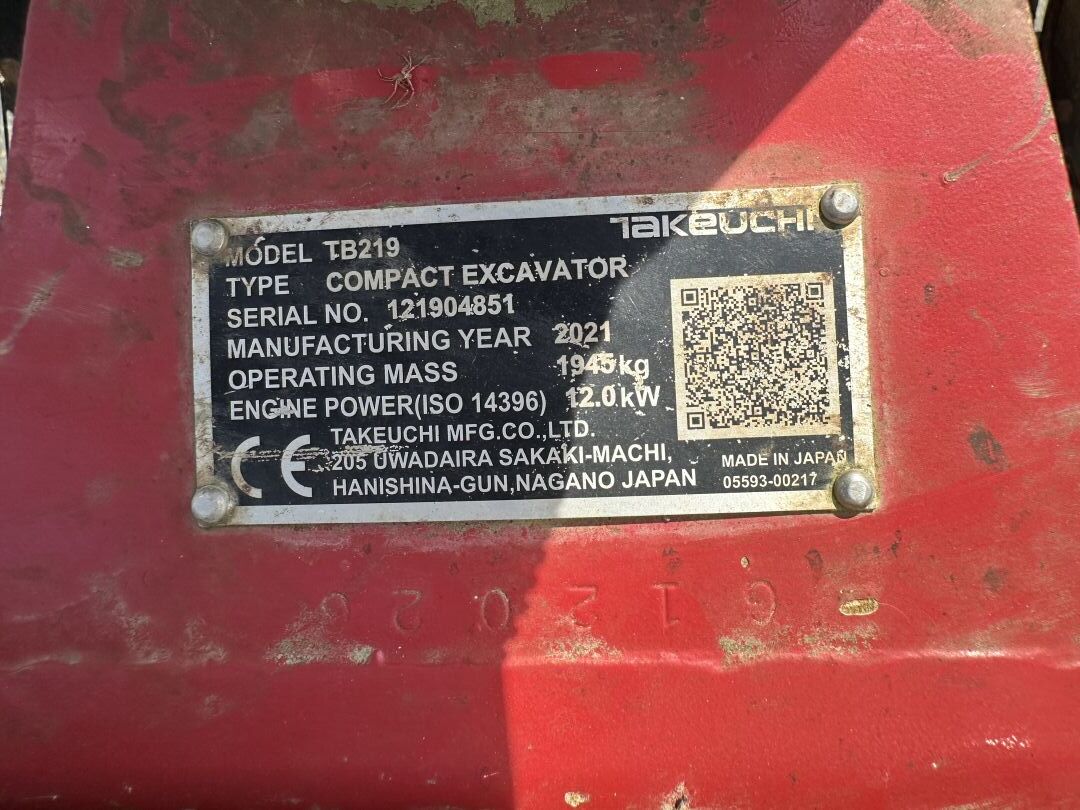 TAKEUCHI
MODEL TB219
TYPE COMPACT EXCAVATOR
SERIAL NO. 121904851
MANUFACTURING YEAR 2021
OPERATING MASS 1945kg
ENGINE POWER(ISO 14396) 12.0kW
CE
TAKEUCHI MFG.CO.,LTD.
205 UWADAIRA SAKAKI-MACHI,
HANISHINA-GUN,NAGANO JAPAN
MADE IN JAPAN
05593-00217